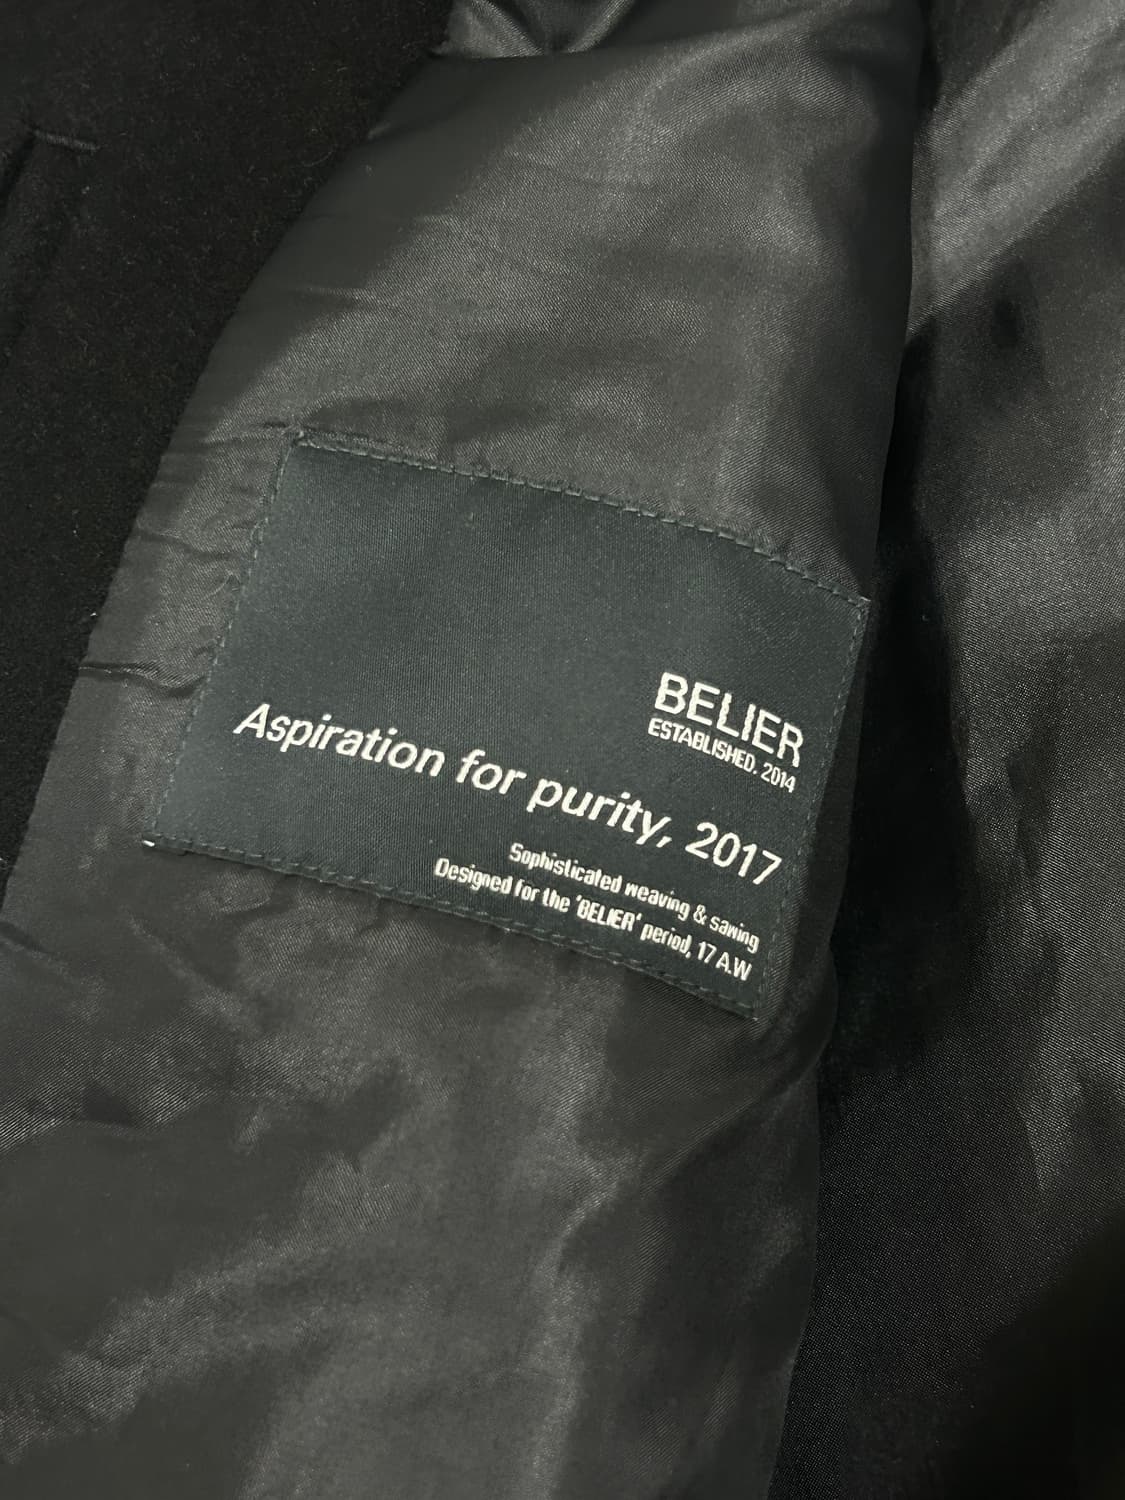 BELIER
ESTABLISHED. 2014
Aspiration for purity, 2017
Sophisticated weaving & sawing
Designed for the 'BELIER' period, 17 A.W